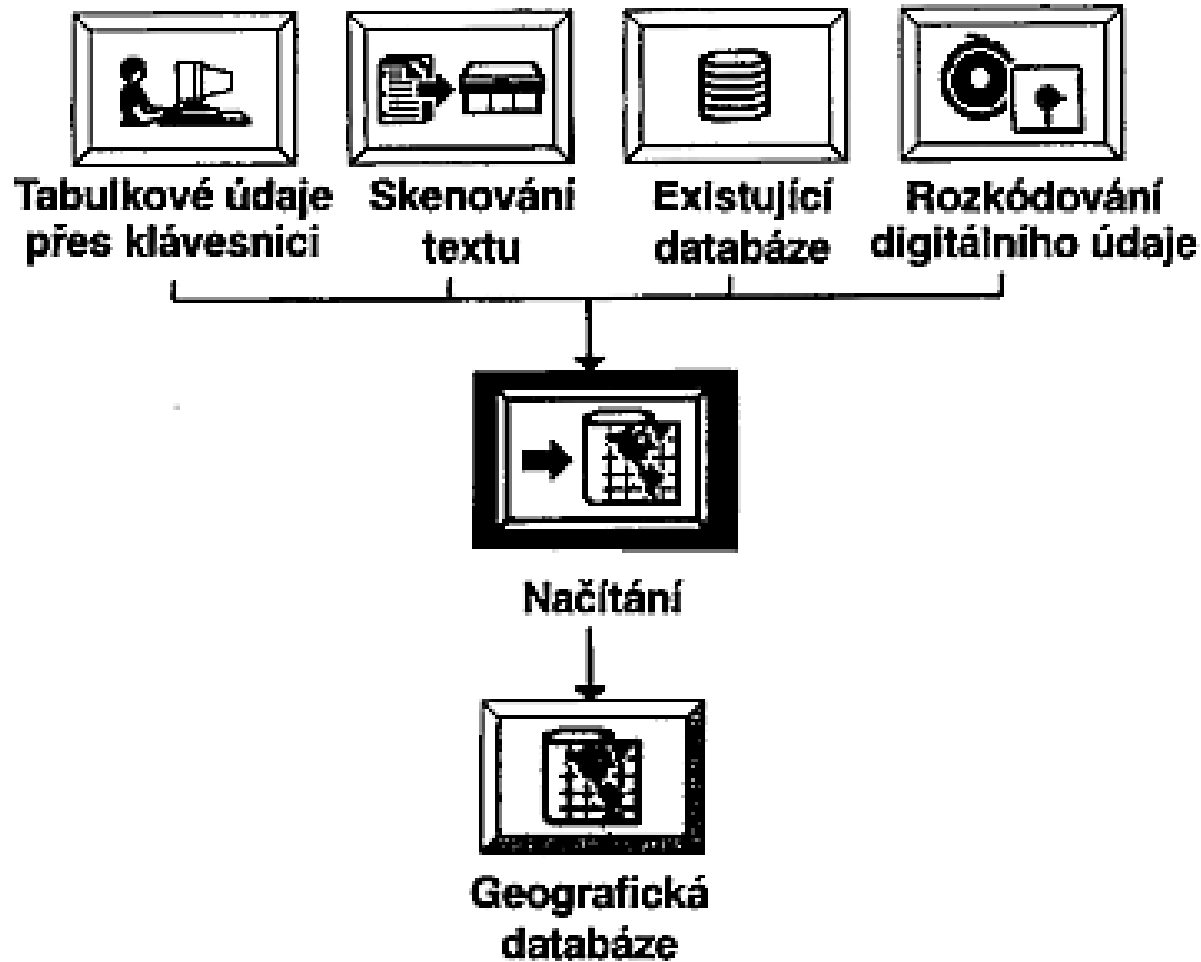 Tabulkové údaje
přes klávesnici
Skenování
textu
Existující
databáze
Rozkódování
digitálního údaje
Načítání
Geografická
databáze